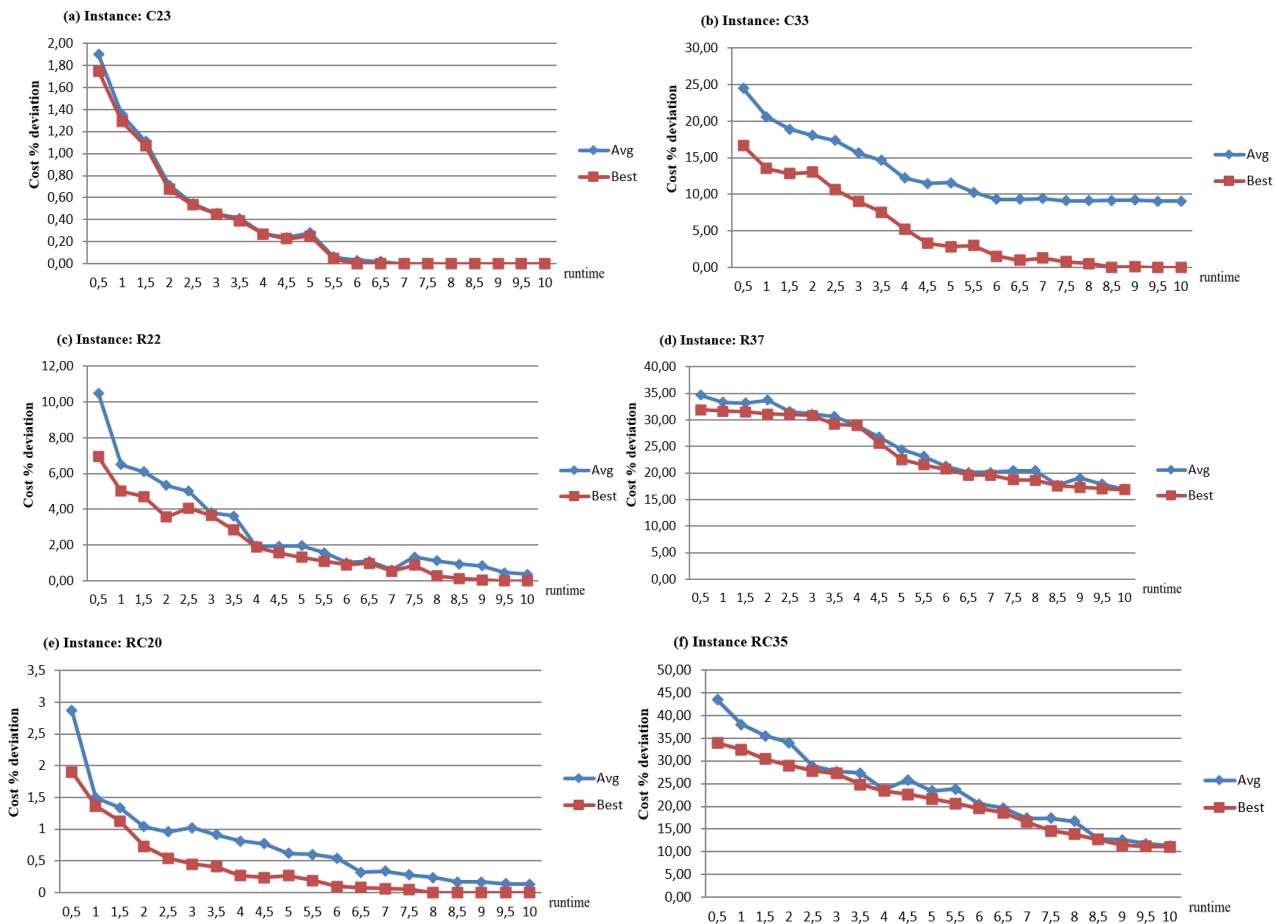 (a) Instance: C23
Cost % deviation
2,00
1,80
1,60
1,40
1,20
1,00
0,80
0,60
0,40
0,20
0,00
0,5 1 1,5 2 2,5 3 3,5 4 4,5 5 5,5 6 6,5 7 7,5 8 8,5 9 9,5 10
runtime
Avg
Best
(b) Instance: C33
Cost % deviation
30,00
25,00
20,00
15,00
10,00
5,00
0,00
0,5 1 1,5 2 2,5 3 3,5 4 4,5 5 5,5 6 6,5 7 7,5 8 8,5 9 9,5 10
runtime
Avg
Best
(c) Instance: R22
Cost % deviation
12,00
10,00
8,00
6,00
4,00
2,00
0,00
0,5 1 1,5 2 2,5 3 3,5 4 4,5 5 5,5 6 6,5 7 7,5 8 8,5 9 9,5 10
runtime
Avg
Best
(d) Instance: R37
Cost % deviation
40,00
35,00
30,00
25,00
20,00
15,00
10,00
5,00
0,00
0,5 1 1,5 2 2,5 3 3,5 4 4,5 5 5,5 6 6,5 7 7,5 8 8,5 9 9,5 10
runtime
Avg
Best
(e) Instance: RC20
Cost % deviation
3,5
3
2,5
2
1,5
1
0,5
0
0,5 1 1,5 2 2,5 3 3,5 4 4,5 5 5,5 6 6,5 7 7,5 8 8,5 9 9,5 10
Avg
Best
(f) Instance RC35
Cost % deviation
50,00
45,00
40,00
35,00
30,00
25,00
20,00
15,00
10,00
5,00
0,00
0,5 1 1,5 2 2,5 3 3,5 4 4,5 5 5,5 6 6,5 7 7,5 8 8,5 9 9,5 10
Avg
Best